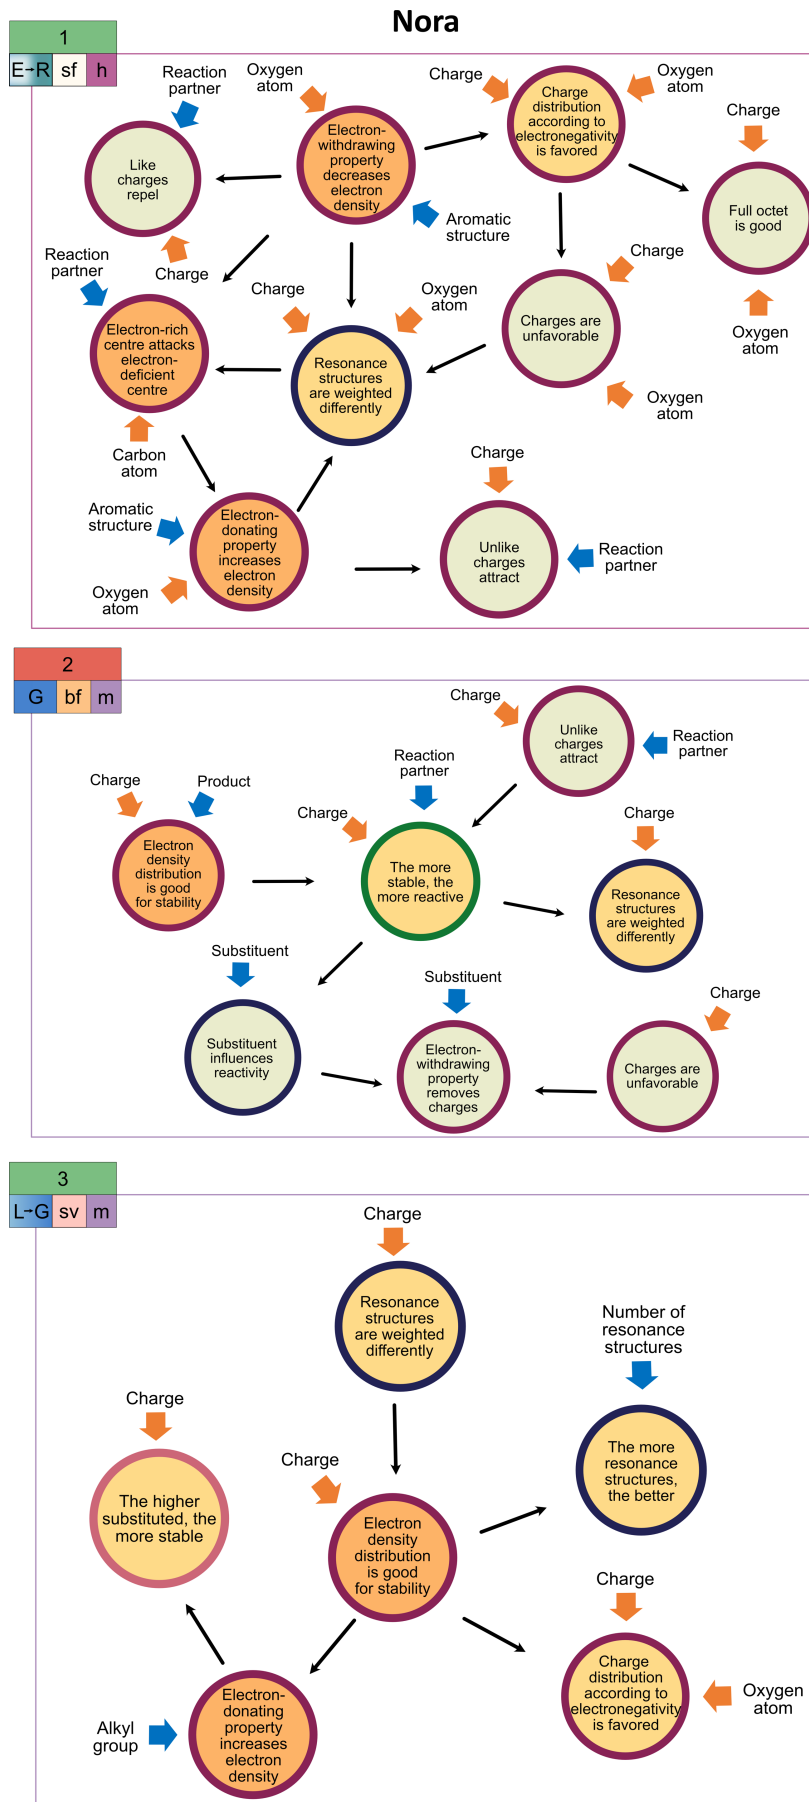 Nora
1
E→R sf h
Reaction
partner
Oxygen
atom
Charge
Oxygen
atom
Charge
Like
charges
repel
Electron-
withdrawing
property
decreases
electron
density
Charge
distribution
according to
electronegativity
is favored
Full octet
is good
Aromatic
structure
Charge
Reaction
partner
Charge
Oxygen
atom
Charge
Oxygen
atom
Electron-rich
centre attacks
electron-
deficient
centre
Resonance
structures
are weighted
differently
Charges are
unfavorable
Oxygen
atom
Carbon
atom
Charge
Aromatic
structure
Oxygen
atom
Electron-
donating
property
increases
electron
density
Unlike
charges
attract
Reaction
partner
2
G bf m
Charge
Unlike
charges
attract
Reaction
partner
Reaction
partner
Charge
Product
Charge
Charge
Electron
density
distribution
is good
for stability
The more
stable, the
more reactive
Resonance
structures
are weighted
differently
Substituent
Substituent
Charge
Substituent
influences
reactivity
Electron-
withdrawing
property
removes
charges
Charges are
unfavorable
3
L→G sv m
Charge
Resonance
structures
are weighted
differently
Number of
resonance
structures
Charge
Charge
The higher
substituted, the
more stable
The more
resonance
structures,
the better
Electron
density
distribution
is good
for stability
Charge
Charge
distribution
according to
electronegativity
is favored
Oxygen
atom
Alkyl
group
Electron-
donating
property
increases
electron
density